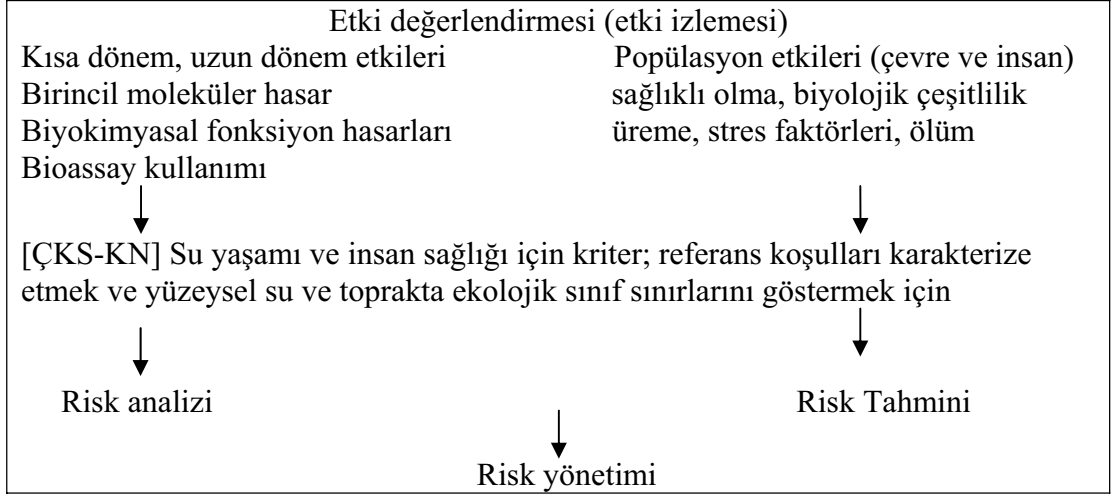 Etki değerlendirmesi (etki izlemesi)
Kısa dönem, uzun dönem etkileri Popülasyon etkileri (çevre ve insan)
Birincil moleküler hasar sağlıklı olma, biyolojik çeşitlilik
Biyokimyasal fonksiyon hasarları üreme, stres faktörleri, ölüm
Bioassay kullanımı
[ÇKS-KN] Su yaşamı ve insan sağlığı için kriter; referans koşulları karakterize
etmek ve yüzeysel su ve toprakta ekolojik sınıf sınırlarını göstermek için
Risk analizi Risk Tahmini
Risk yönetimi